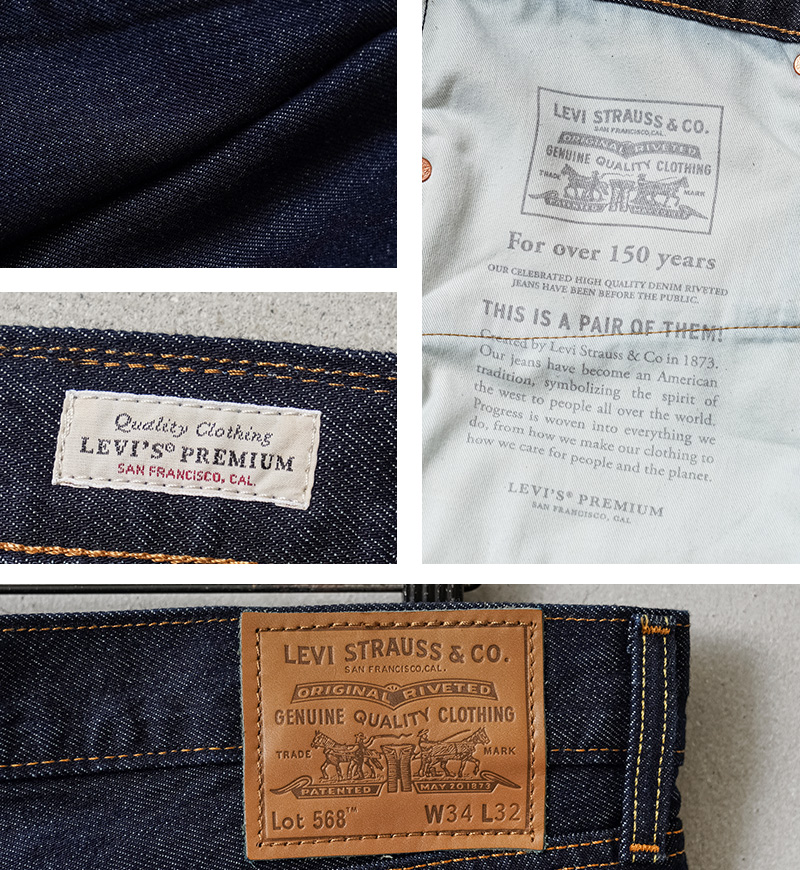 Quality Clothing
LEVI'S® PREMIUM
SAN FRANCISCO, CAL.
LEVI STRAUSS & CO.
SAN FRANCISCO, CAL.
ORIGINAL RIVETED
GENUINE QUALITY CLOTHING
TRADE MARK
For over 150 years
OUR CELEBRATED HIGH QUALITY DENIM RIVETED
JEANS HAVE BEEN BEFORE THE PUBLIC.
THIS IS A PAIR OF THEM!
Created by Levi Strauss & Co in 1873.
Our jeans have become an American
tradition, symbolizing the spirit of
the west to people all over the world.
Progress is woven into everything we
do, from how we make our clothing to
how we care for people and the planet.
LEVI'S® PREMIUM
SAN FRANCISCO, CAL
LEVI STRAUSS & CO.
SAN FRANCISCO, CAL.
ORIGINAL RIVETED
GENUINE QUALITY CLOTHING
TRADE MARK
PATENTED MAY 20 1873
Lot 568™ W34 L32